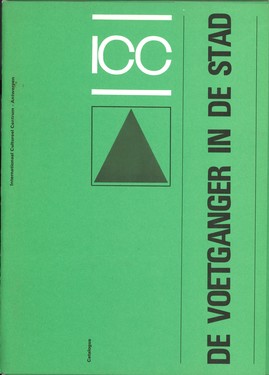 Internationaal Cultureel Centrum - Antwerpen
ICC
DE VOETGANGER IN DE STAD
Catalogus